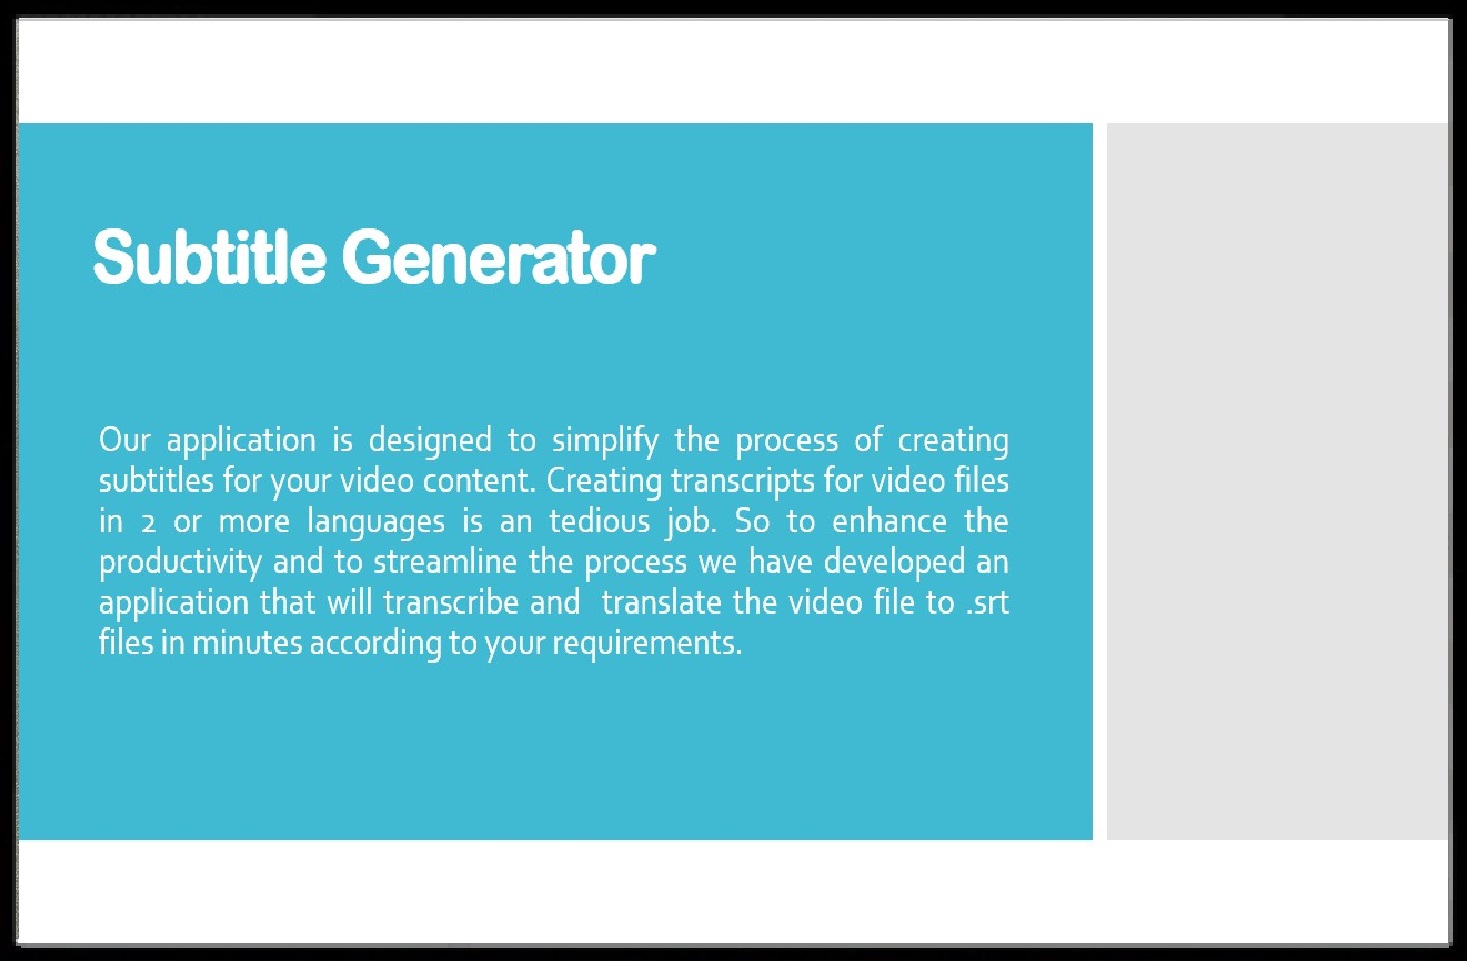 Subtitle Generator
Our application is designed to simplify the process of creating
subtitles for your video content. Creating transcripts for video files
in 2 or more languages is an tedious job. So to enhance the
productivity and to streamline the process we have developed an
application that will transcribe and  translate the video file to .srt
files in minutes according to your requirements.